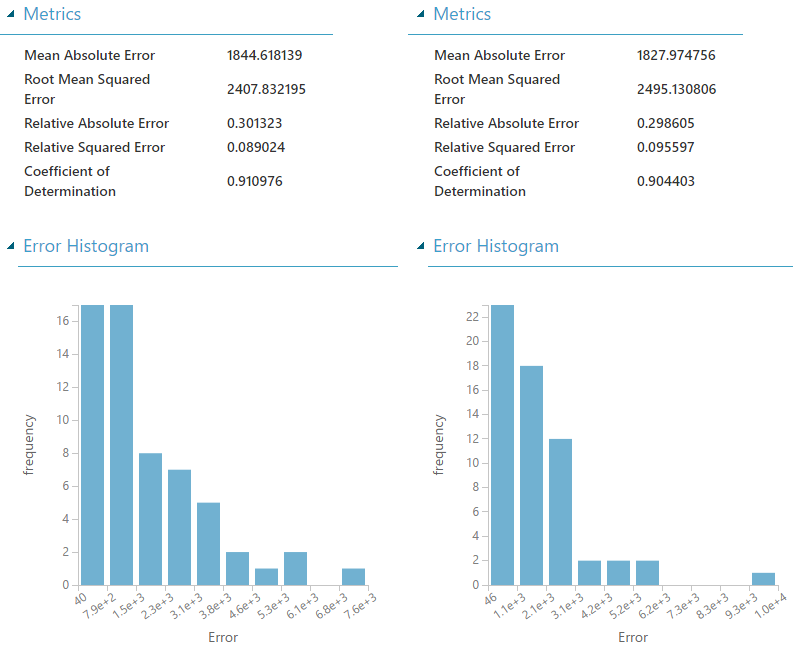 Metrics
Mean Absolute Error 1844.618139
Root Mean Squared
Error 2407.832195
Relative Absolute Error 0.301323
Relative Squared Error 0.089024
Coefficient of
Determination 0.910976
Error Histogram
frequency
16
14
12
10
8
6
4
2
0
40
7.9e+2
1.5e+3
2.3e+3
3.1e+3
3.8e+3
4.6e+3
5.3e+3
6.1e+3
6.8e+3
7.6e+3
Error
Metrics
Mean Absolute Error 1827.974756
Root Mean Squared
Error 2495.130806
Relative Absolute Error 0.298605
Relative Squared Error 0.095597
Coefficient of
Determination 0.904403
Error Histogram
frequency
22
20
18
16
14
12
10
8
6
4
2
0
46
1.1e+3
2.1e+3
3.1e+3
4.2e+3
5.2e+3
6.2e+3
7.3e+3
8.3e+3
9.3e+3
1.0e+4
Error